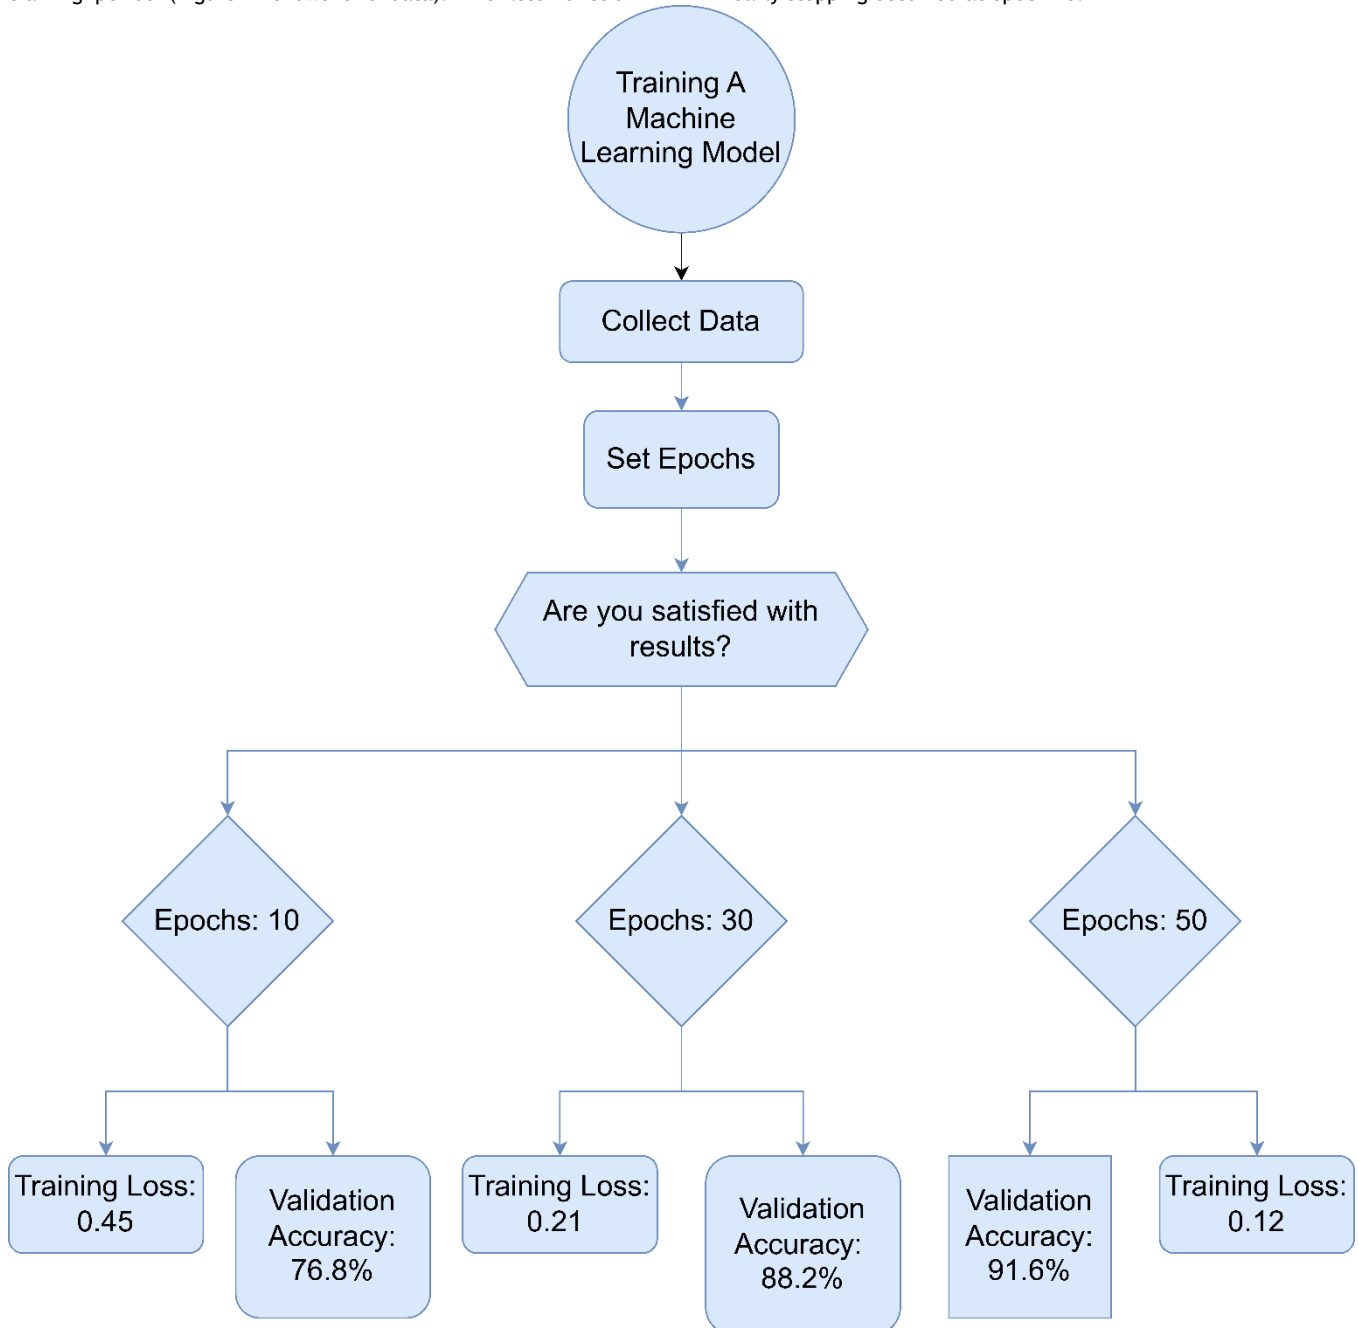 Training A
Machine
Learning Model
Collect Data
Set Epochs
Are you satisfied with
results?
Epochs: 10
Epochs: 30
Epochs: 50
Training Loss:
0.45
Validation
Accuracy:
76.8%
Training Loss:
0.21
Validation
Accuracy:
88.2%
Validation
Accuracy:
91.6%
Training Loss:
0.12